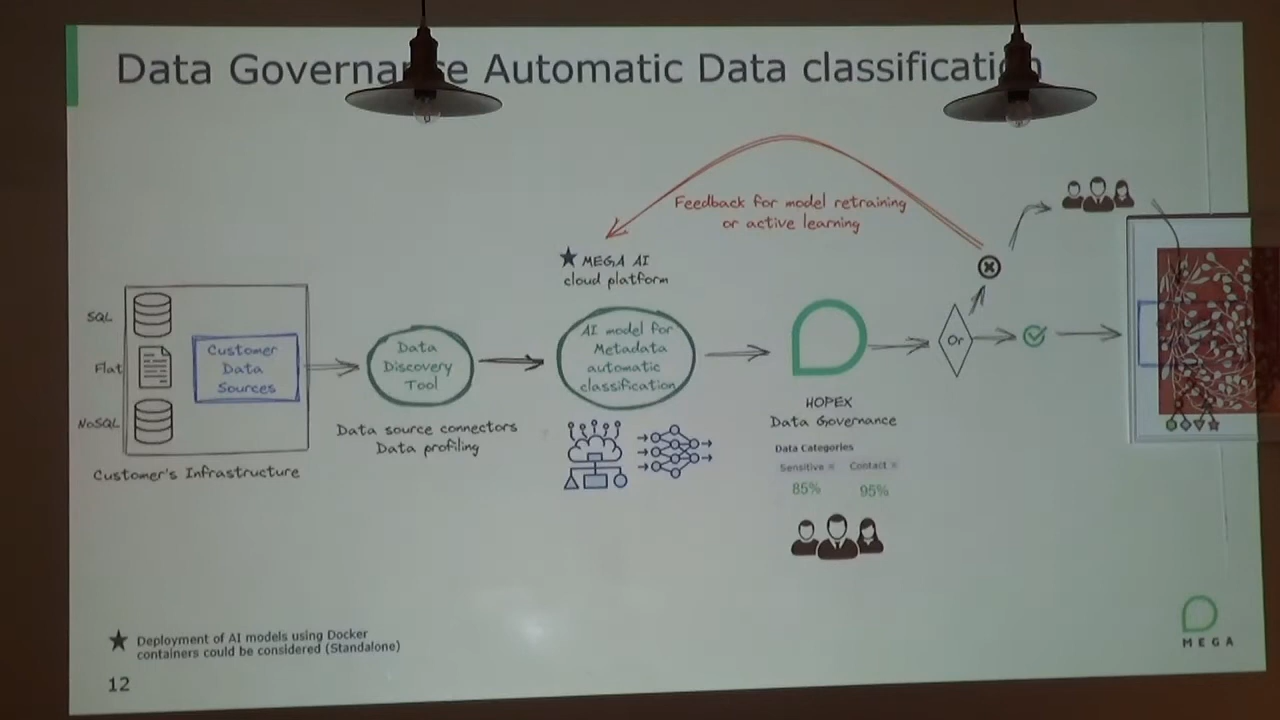 Data Governance Automatic Data classification
Feedback for model retraining
or active learning
MEGA AI
cloud platform
SQL
Flat
NoSQL
Customer
Data
Sources
Customer's Infrastructure
Data
Discovery
Tool
Data source connectors
Data profiling
AI model for
Metadata
automatic
classification
HOPEX
Data Governance
Data Categories
Sensitive × Contact ×
85% 95%
Or
Deployment of AI models using Docker
containers could be considered (Standalone)
12
MEGA